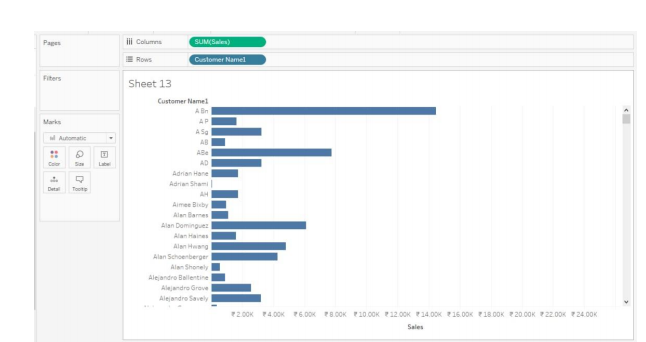 Pages
Columns
SUM(Sales)
Rows
Customer Name1
Filters
Sheet 13
Customer Name1
A Bn
A P
A Sg
AB
ABe
AD
Adrian Hane
Adrian Shami
AH
Aimee Bixby
Alan Barnes
Alan Dominguez
Alan Haines
Alan Hwang
Alan Schoenberger
Alan Shonely
Alejandro Ballentine
Alejandro Grove
Alejandro Savely
Marks
Automatic
Color
Size
Label
Detail
Tooltip
₹ 2.00K ₹ 4.00K ₹ 6.00K ₹ 8.00K ₹ 10.00K ₹ 12.00K ₹ 14.00K ₹ 16.00K ₹ 18.00K ₹ 20.00K ₹ 22.00K ₹ 24.00K
Sales